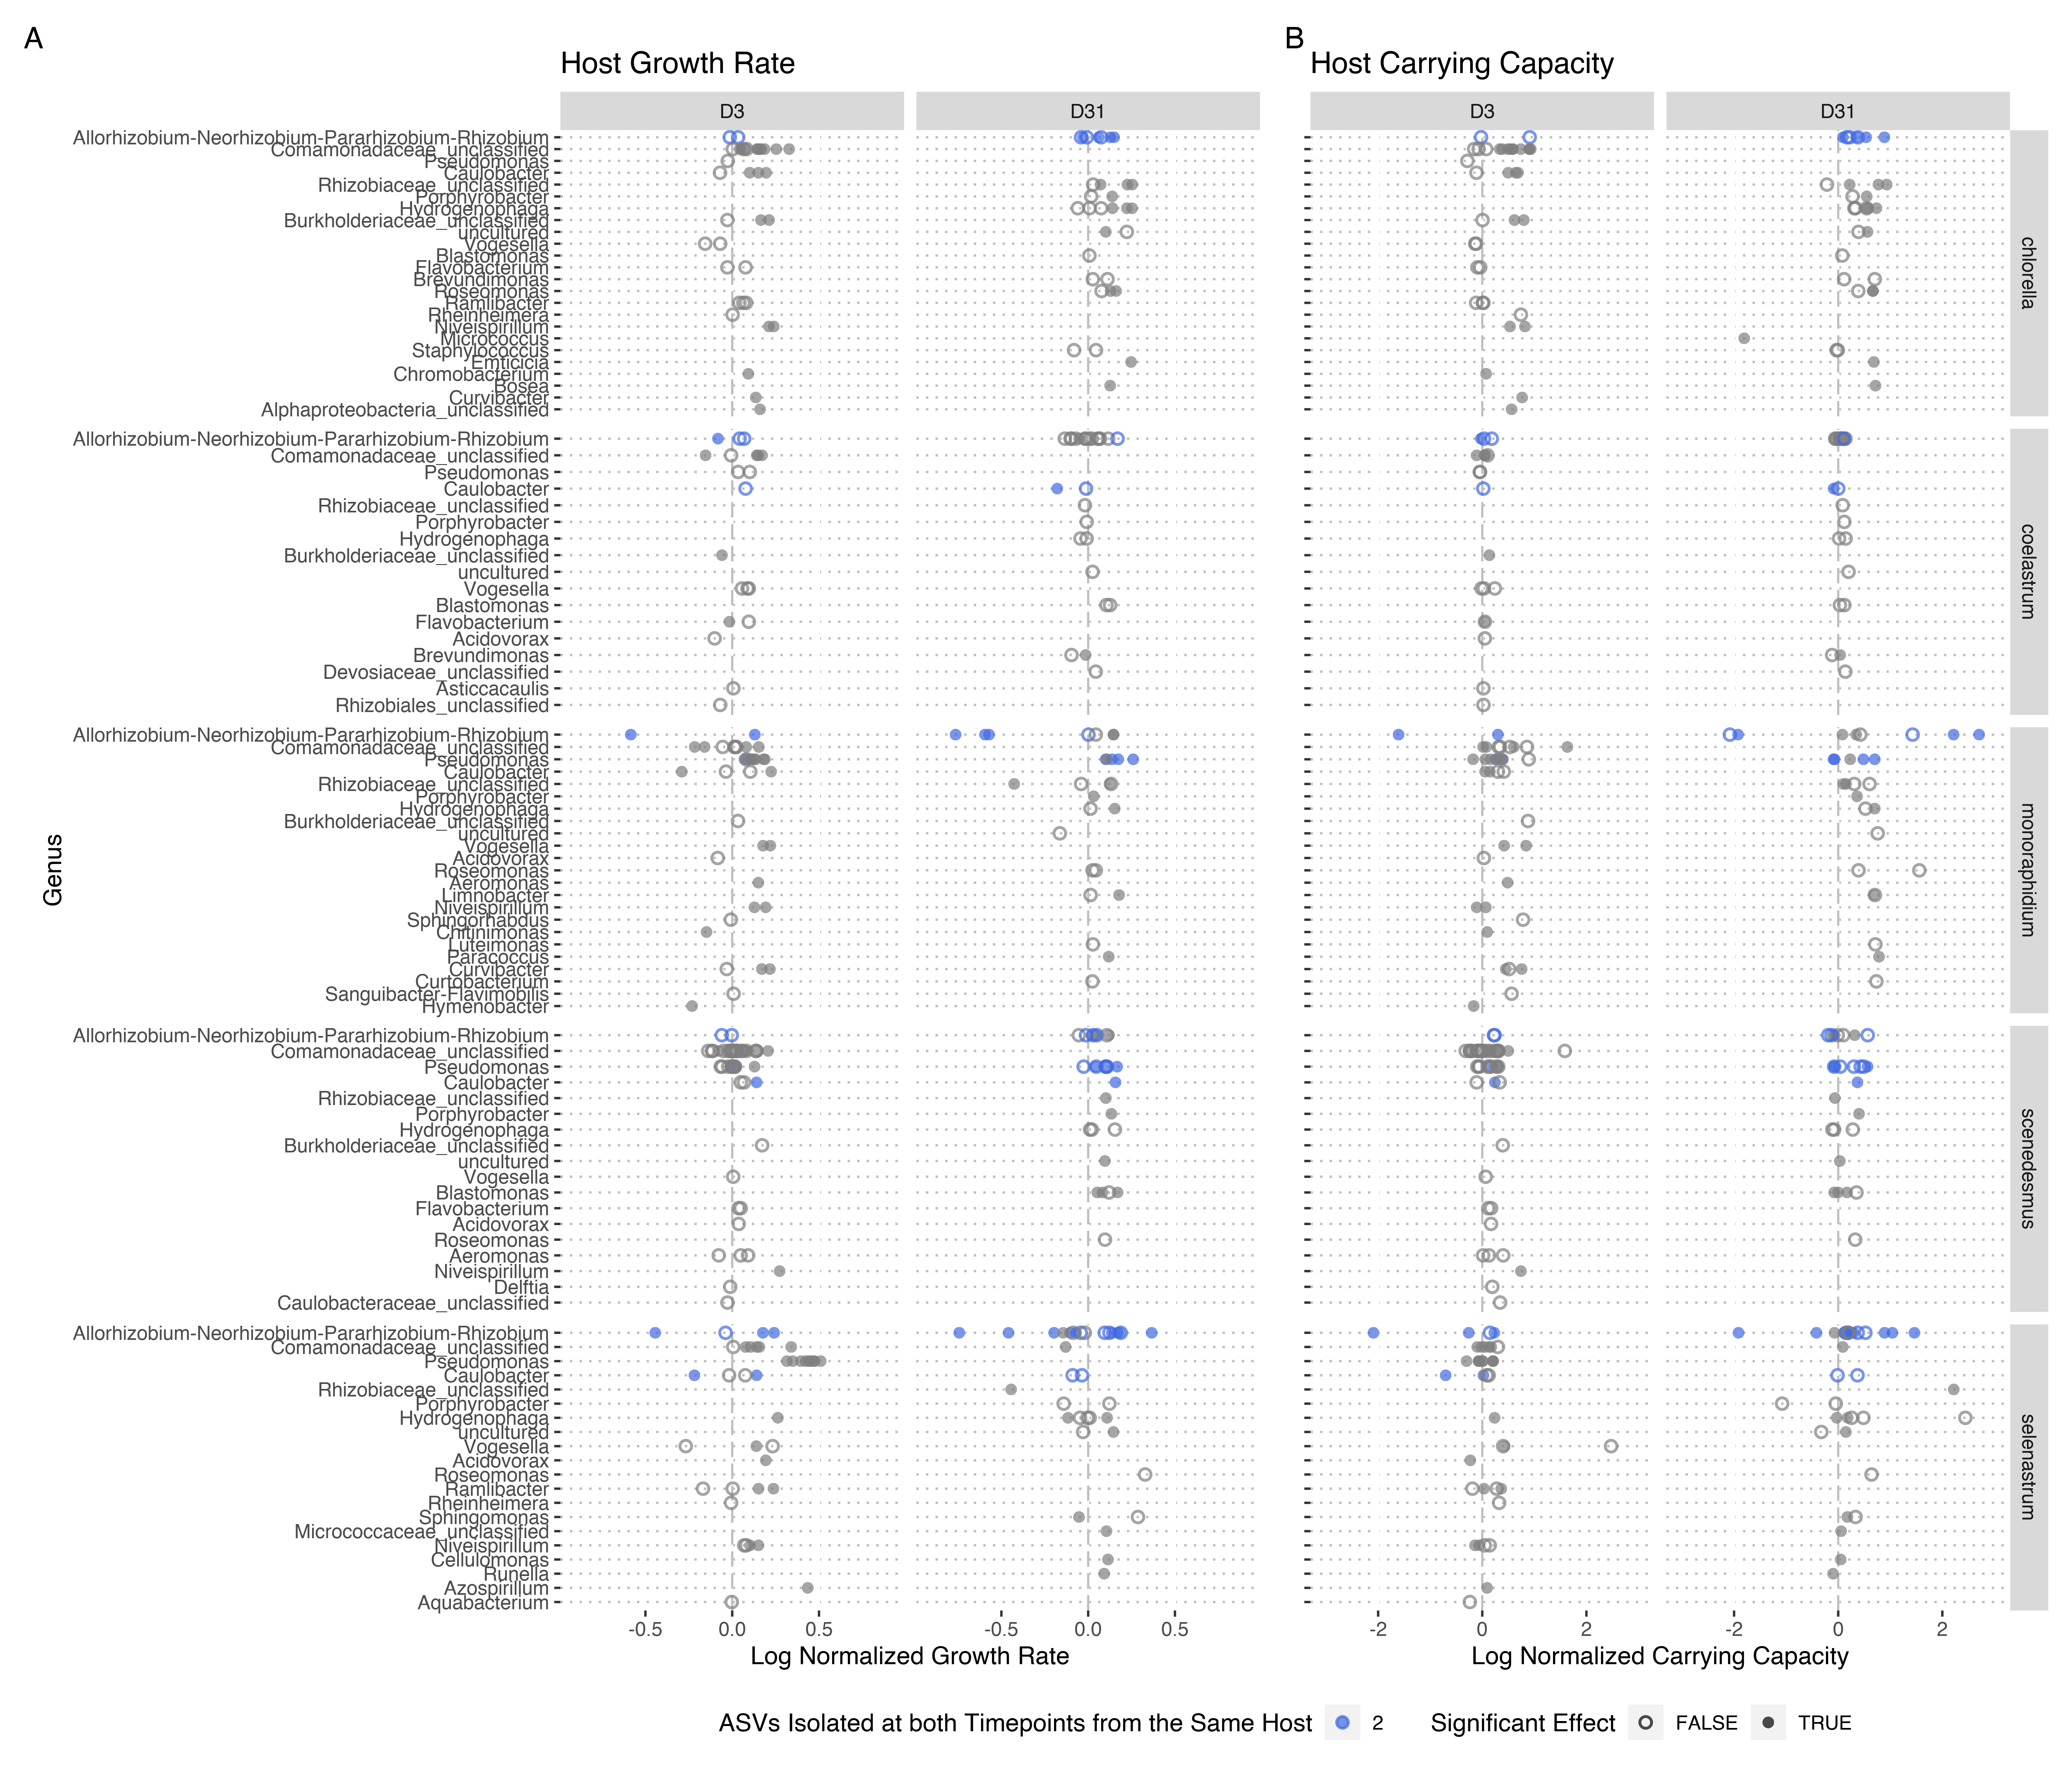 A
B
Host Growth Rate
Host Carrying Capacity
D3
D31
D3
D31
Genus
Allorhizobium-Neorhizobium-Pararhizobium-Rhizobium
Comamonadaceae_unclassified
Pseudomonas
Caulobacter
Rhizobiaceae_unclassified
Porphyrobacter
Hydrogenophaga
Burkholderiaceae_unclassified
uncultured
Vogesella
Blastomonas
Flavobacterium
Brevundimonas
Roseomonas
Ramlibacter
Rheinheimera
Niveispirillum
Micrococcus
Staphylococcus
Emticicia
Chromobacterium
Bosea
Curvibacter
Alphaproteobacteria_unclassified
chlorella
Allorhizobium-Neorhizobium-Pararhizobium-Rhizobium
Comamonadaceae_unclassified
Pseudomonas
Caulobacter
Rhizobiaceae_unclassified
Porphyrobacter
Hydrogenophaga
Burkholderiaceae_unclassified
uncultured
Vogesella
Blastomonas
Flavobacterium
Acidovorax
Brevundimonas
Devosiaceae_unclassified
Asticcacaulis
Rhizobiales_unclassified
coelastrum
Allorhizobium-Neorhizobium-Pararhizobium-Rhizobium
Comamonadaceae_unclassified
Pseudomonas
Caulobacter
Rhizobiaceae_unclassified
Porphyrobacter
Hydrogenophaga
Burkholderiaceae_unclassified
uncultured
Vogesella
Acidovorax
Roseomonas
Aeromonas
Limnobacter
Niveispirillum
Sphingorhabdus
Chitinimonas
Luteimonas
Paracoccus
Curvibacter
Curtobacterium
Sanguibacter-Flavimobilis
Hymenobacter
monoraphidium
Allorhizobium-Neorhizobium-Pararhizobium-Rhizobium
Comamonadaceae_unclassified
Pseudomonas
Caulobacter
Rhizobiaceae_unclassified
Porphyrobacter
Hydrogenophaga
Burkholderiaceae_unclassified
uncultured
Vogesella
Blastomonas
Flavobacterium
Acidovorax
Roseomonas
Aeromonas
Niveispirillum
Delftia
Caulobacteraceae_unclassified
scenedesmus
Allorhizobium-Neorhizobium-Pararhizobium-Rhizobium
Comamonadaceae_unclassified
Pseudomonas
Caulobacter
Rhizobiaceae_unclassified
Porphyrobacter
Hydrogenophaga
uncultured
Vogesella
Acidovorax
Roseomonas
Ramlibacter
Rheinheimera
Sphingomonas
Micrococcaceae_unclassified
Niveispirillum
Cellulomonas
Runella
Azospirillum
Aquabacterium
selenastrum
-0.5 0.0 0.5
-0.5 0.0 0.5
-2 0 2
-2 0 2
Log Normalized Growth Rate
Log Normalized Carrying Capacity
ASVs Isolated at both Timepoints from the Same Host 2 Significant Effect FALSE TRUE